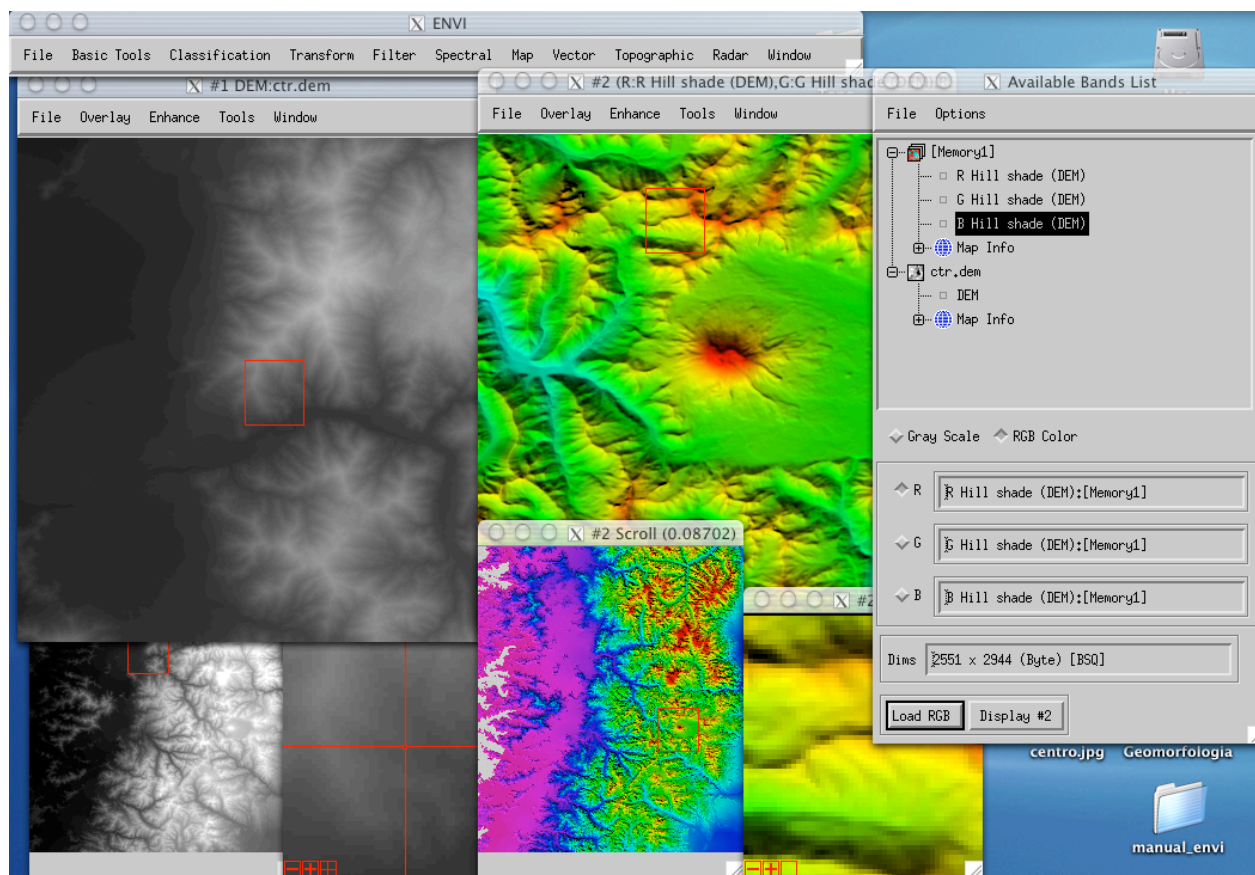 ENVI
File Basic Tools Classification Transform Filter Spectral Map Vector Topographic Radar Window
#1 DEM:ctr.dem
File Overlay Enhance Tools Window
#2 (R:R Hill shade (DEM),G:G Hill shad
File Overlay Enhance Tools Window
#2 Scroll (0.08702)
#2
Available Bands List
File Options
[Memory1]
R Hill shade (DEM)
G Hill shade (DEM)
B Hill shade (DEM)
Map Info
ctr.dem
DEM
Map Info
Gray Scale RGB Color
R R Hill shade (DEM):[Memory1]
G G Hill shade (DEM):[Memory1]
B B Hill shade (DEM):[Memory1]
Dims 2551 x 2944 (Byte) [BSQ]
Load RGB Display #2
centro.jpg Geomorfologia
manual_envi